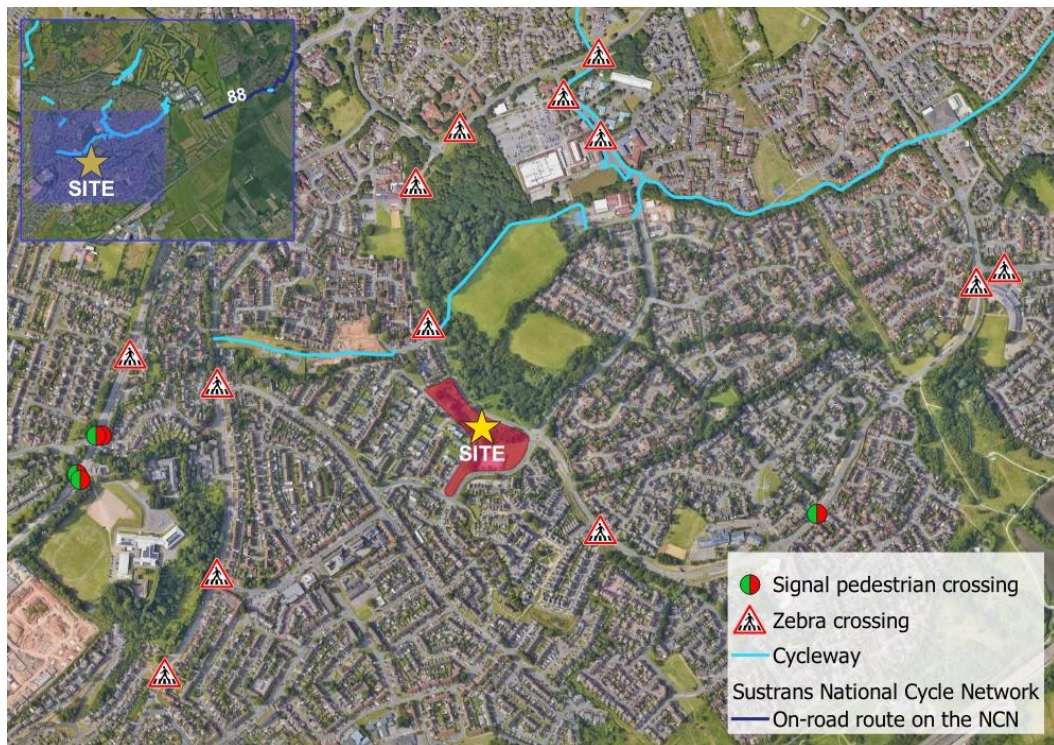 88
SITE
SITE
Signal pedestrian crossing
Zebra crossing
Cycleway
Sustrans National Cycle Network
On-road route on the NCN